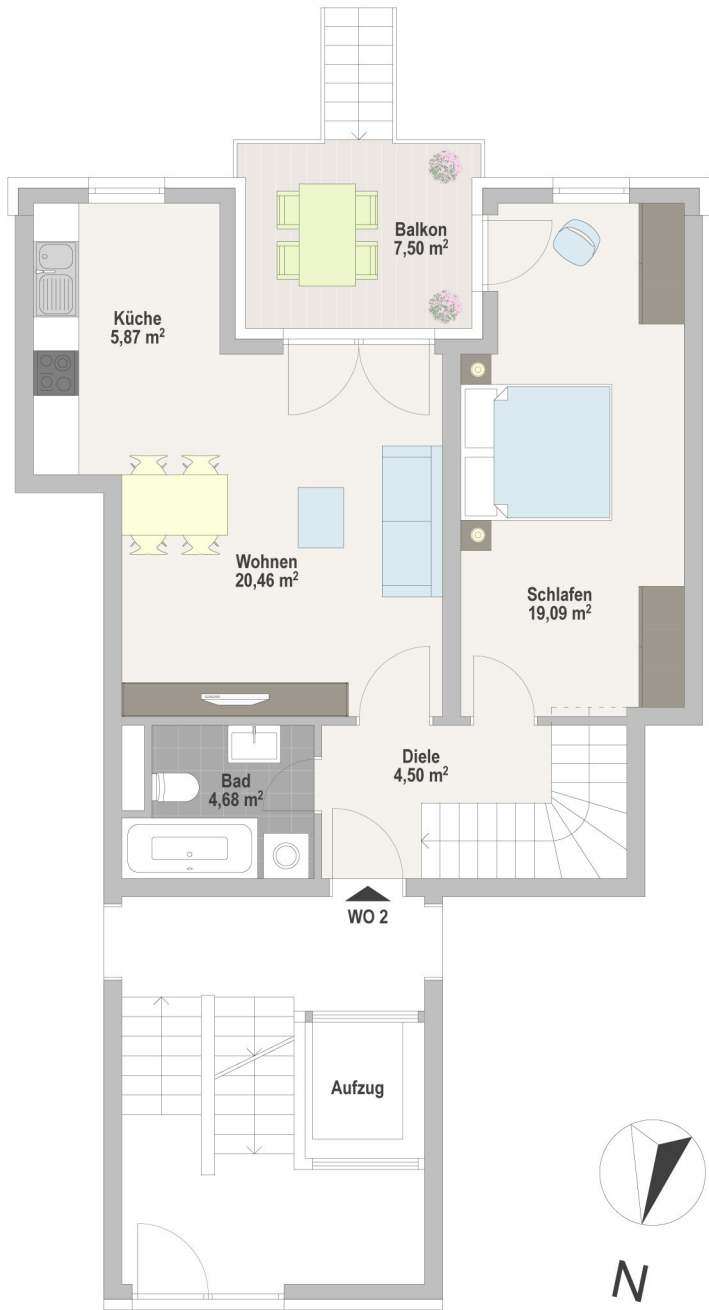 Balkon
7,50 m²
Küche
5,87 m²
Wohnen
20,46 m²
Schlafen
19,09 m²
Diele
4,50 m²
Bad
4,68 m²
WO 2
Aufzug
N